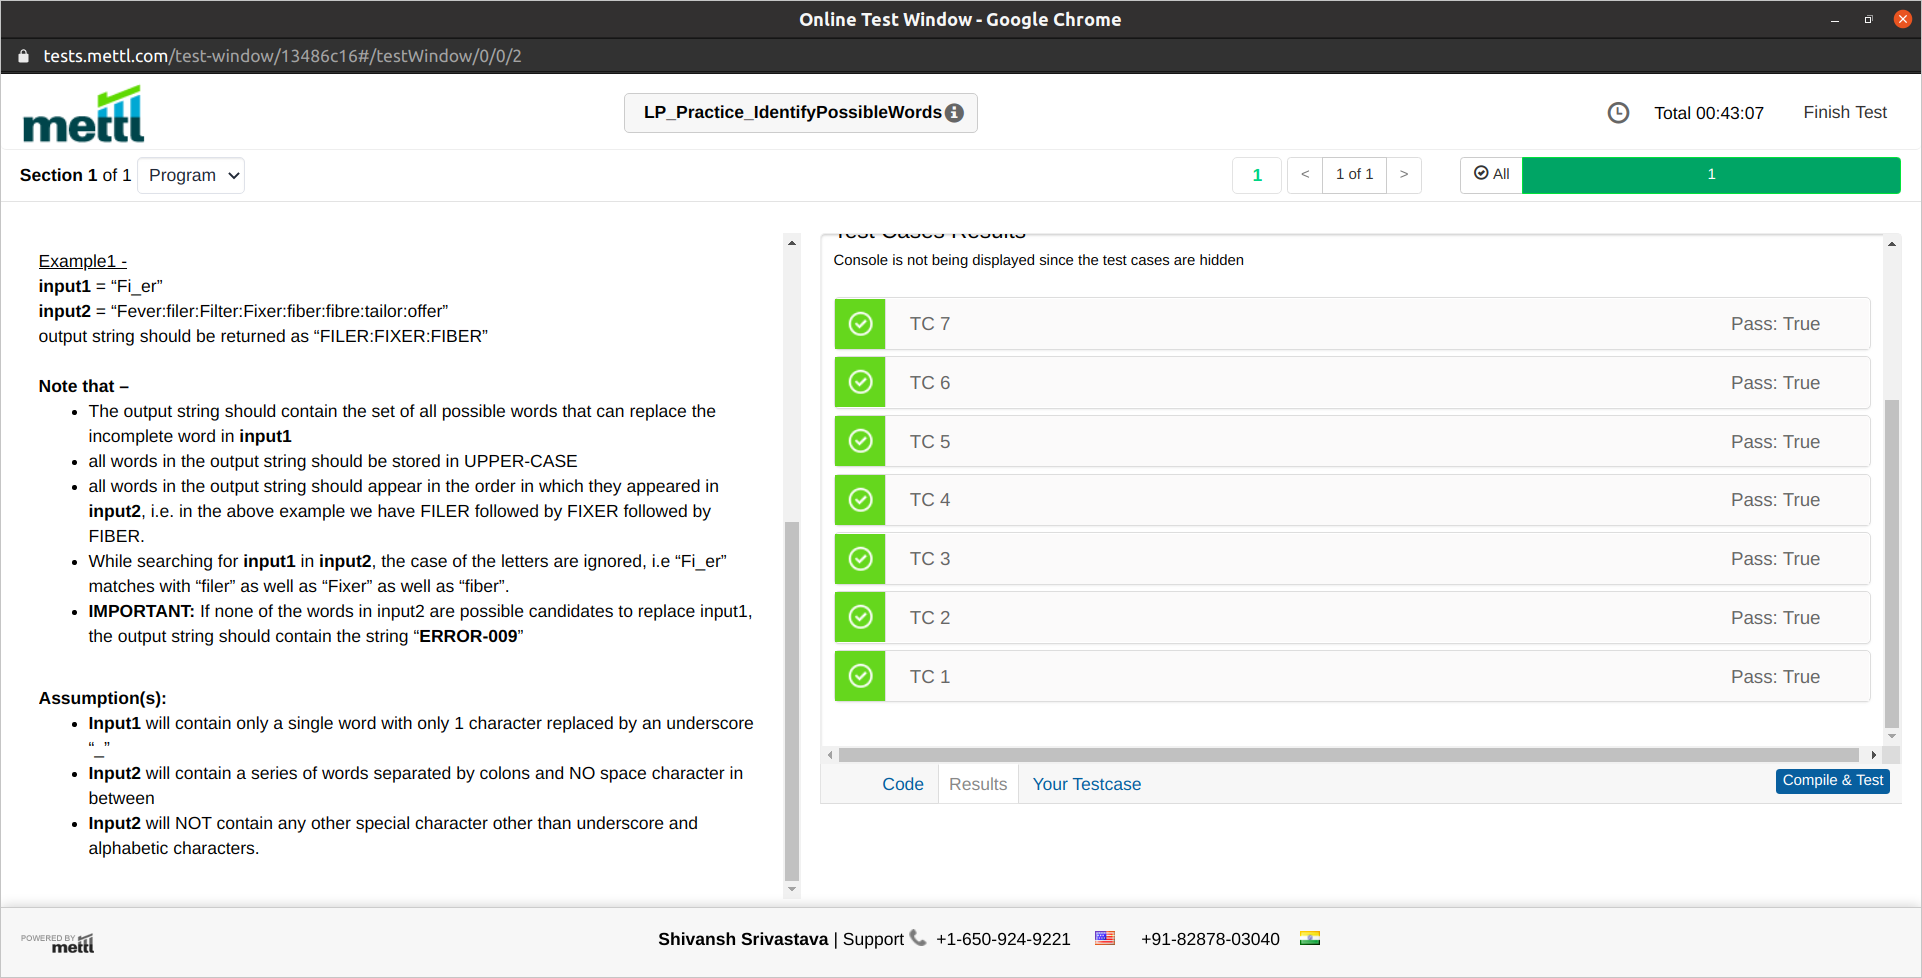 Online Test Window - Google Chrome
tests.mettl.com/test-window/13486c16#/testWindow/0/0/2
mettl
LP_Practice_IdentifyPossibleWords
Total 00:43:07
Finish Test
Section 1 of 1 Program
1
< 1 of 1 >
All
1
Example1 -
input1 = “Fi_er”
input2 = “Fever:filer:Filter:Fixer:fiber:fibre:tailor:offer”
output string should be returned as “FILER:FIXER:FIBER”
Note that –
• The output string should contain the set of all possible words that can replace the
incomplete word in input1
• all words in the output string should be stored in UPPER-CASE
• all words in the output string should appear in the order in which they appeared in
input2, i.e. in the above example we have FILER followed by FIXER followed by
FIBER.
• While searching for input1 in input2, the case of the letters are ignored, i.e “Fi_er”
matches with “filer” as well as “Fixer” as well as “fiber”.
• IMPORTANT: If none of the words in input2 are possible candidates to replace input1,
the output string should contain the string “ERROR-009”
Assumption(s):
• Input1 will contain only a single word with only 1 character replaced by an underscore
“_”
• Input2 will contain a series of words separated by colons and NO space character in
between
• Input2 will NOT contain any other special character other than underscore and
alphabetic characters.
Test Cases Results
Console is not being displayed since the test cases are hidden
TC 7 Pass: True
TC 6 Pass: True
TC 5 Pass: True
TC 4 Pass: True
TC 3 Pass: True
TC 2 Pass: True
TC 1 Pass: True
Code Results Your Testcase
Compile & Test
POWERED BY
mettl
Shivansh Srivastava | Support +1-650-924-9221 +91-82878-03040